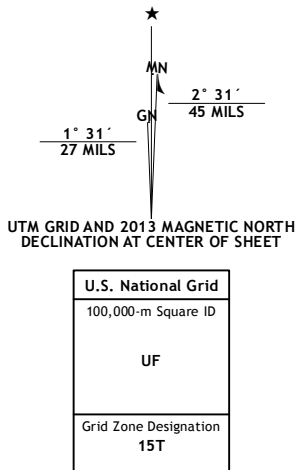 ★
MN
GN
2° 31´
45 MILS
1° 31´
27 MILS
UTM GRID AND 2013 MAGNETIC NORTH
DECLINATION AT CENTER OF SHEET
U.S. National Grid
100,000-m Square ID
UF
Grid Zone Designation
15T